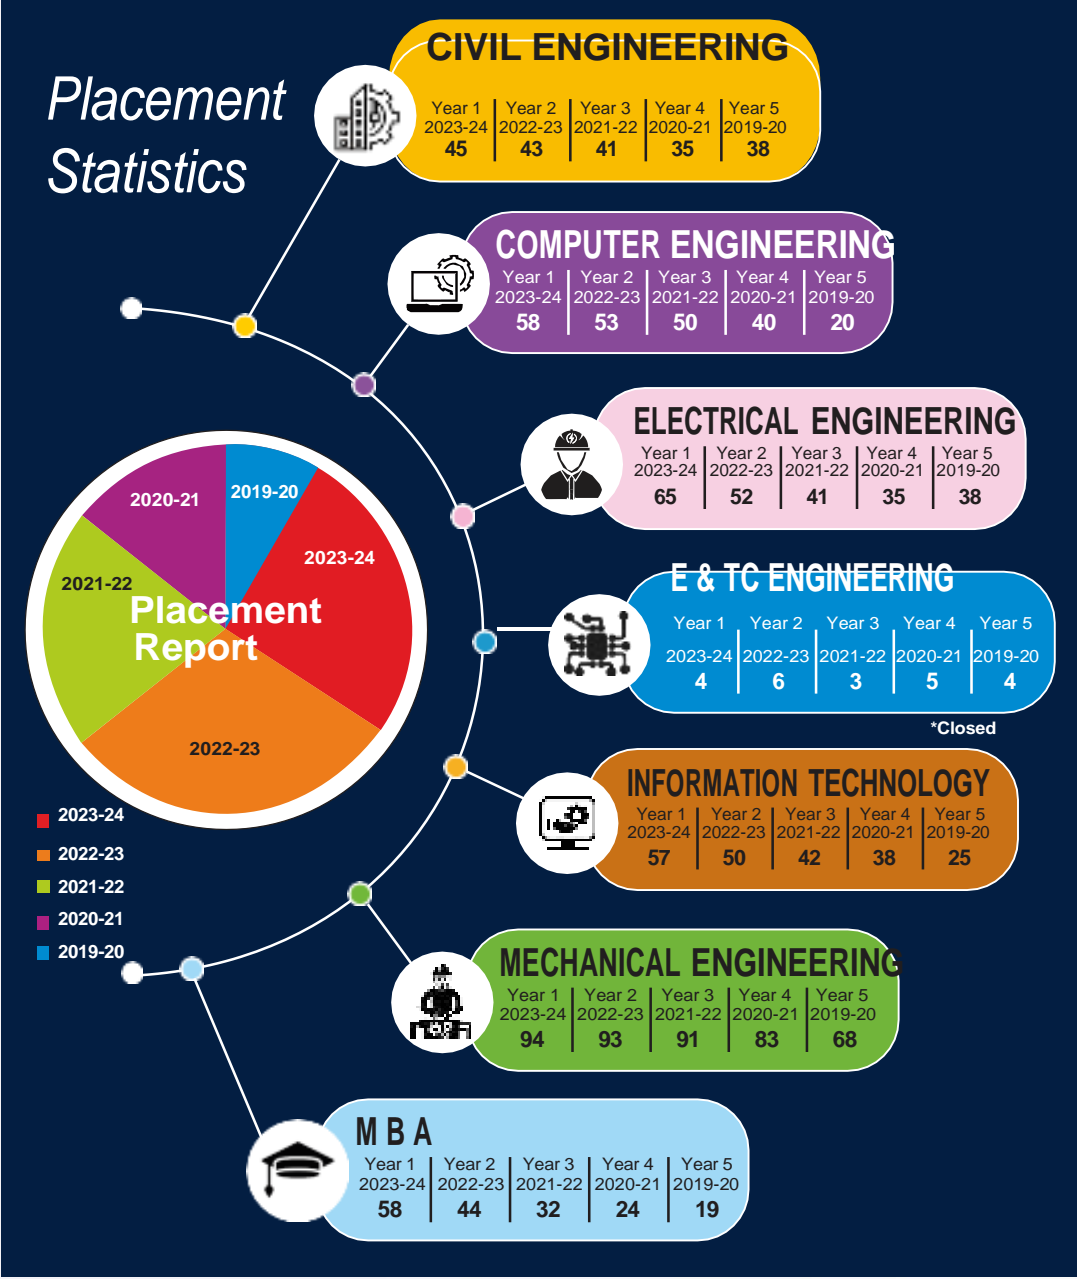 Placement
Statistics
CIVIL ENGINEERING
Year 1 Year 2 Year 3 Year 4 Year 5
2023-24 2022-23 2021-22 2020-21 2019-20
45 43 41 35 38
COMPUTER ENGINEERING
Year 1 Year 2 Year 3 Year 4 Year 5
2023-24 2022-23 2021-22 2020-21 2019-20
58 53 50 40 20
ELECTRICAL ENGINEERING
Year 1 Year 2 Year 3 Year 4 Year 5
2023-24 2022-23 2021-22 2020-21 2019-20
65 52 41 35 38
2019-20
2020-21
2023-24
2021-22
Placement
Report
2022-23
E & TC ENGINEERING
Year 1 Year 2 Year 3 Year 4 Year 5
2023-24 2022-23 2021-22 2020-21 2019-20
4 6 3 5 4
*Closed
INFORMATION TECHNOLOGY
Year 1 Year 2 Year 3 Year 4 Year 5
2023-24 2022-23 2021-22 2020-21 2019-20
57 50 42 38 25
2023-24
2022-23
2021-22
2020-21
2019-20
MECHANICAL ENGINEERING
Year 1 Year 2 Year 3 Year 4 Year 5
2023-24 2022-23 2021-22 2020-21 2019-20
94 93 91 83 68
M B A
Year 1 Year 2 Year 3 Year 4 Year 5
2023-24 2022-23 2021-22 2020-21 2019-20
58 44 32 24 19